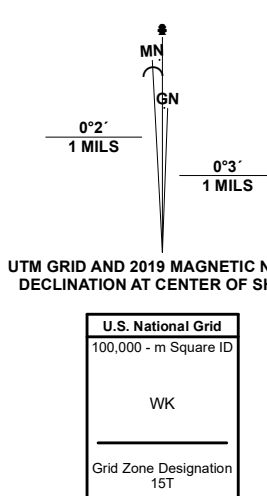 MN
GN
0°2´
1 MILS
0°3´
1 MILS
UTM GRID AND 2019 MAGNETIC N
DECLINATION AT CENTER OF SH
U.S. National Grid
100,000 - m Square ID
WK
Grid Zone Designation
15T